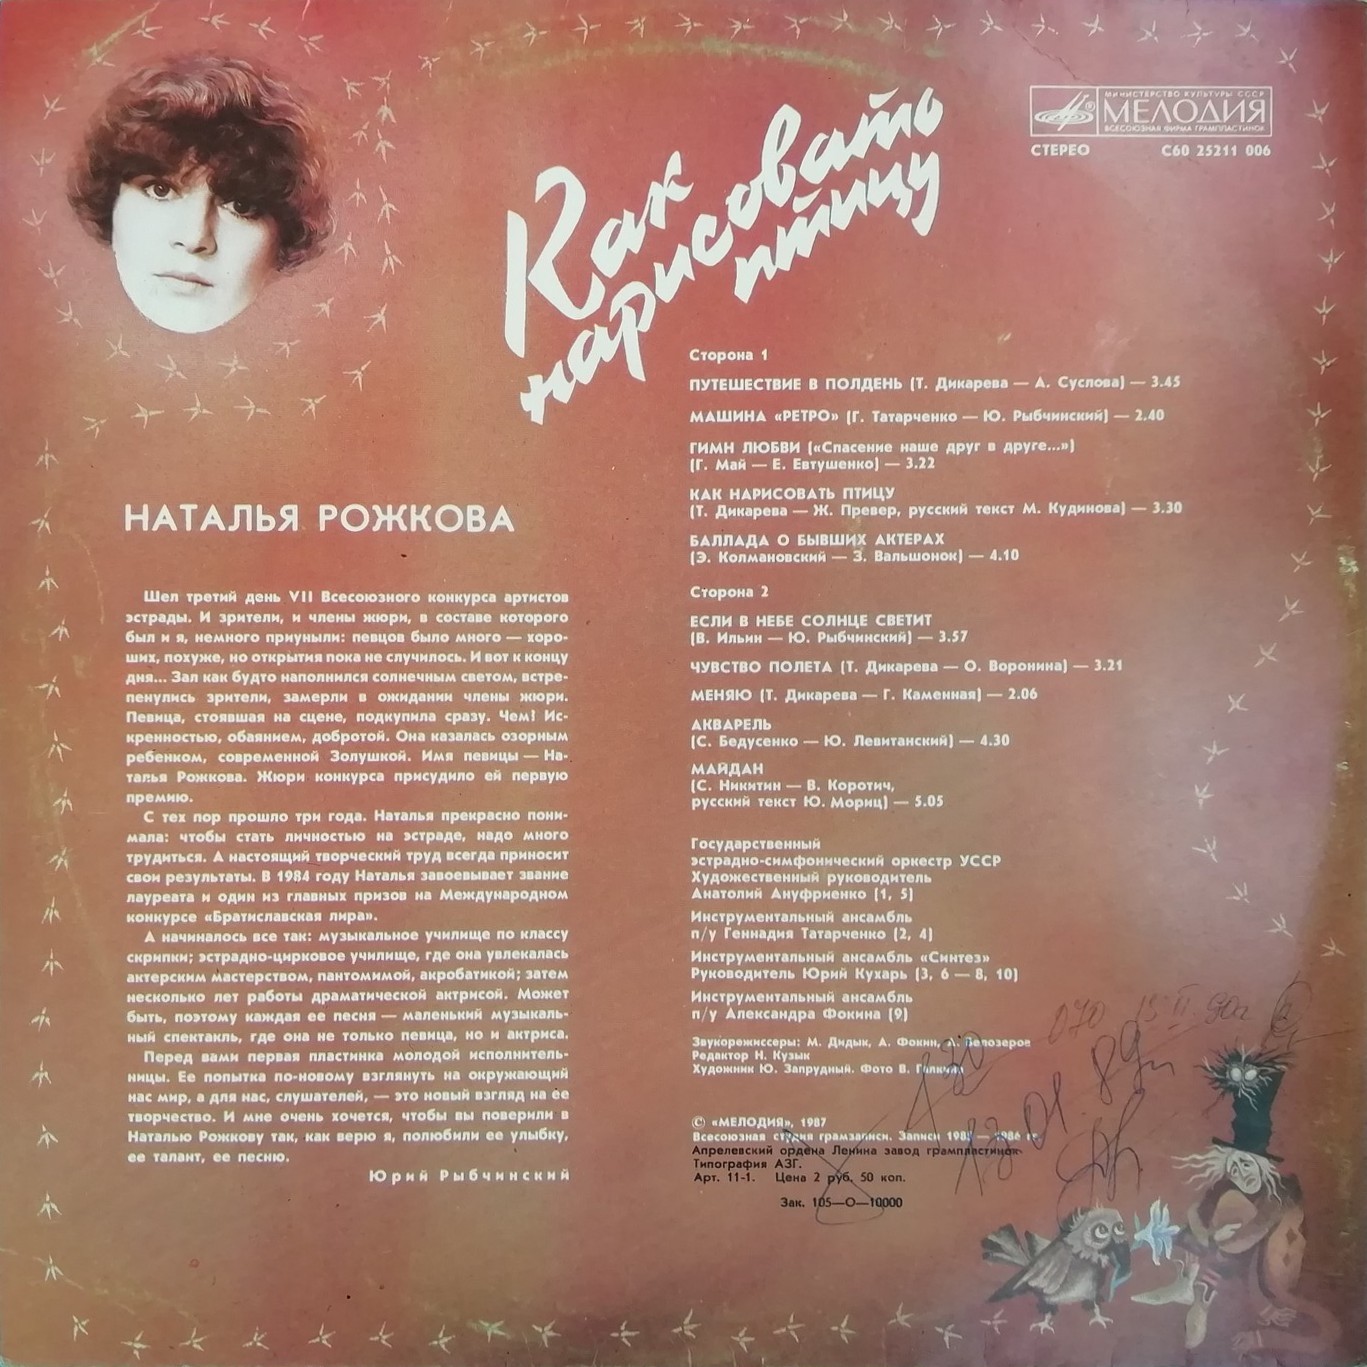 Как
нарисовать
птицу
МИНИСТЕРСТВО КУЛЬТУРЫ СССР
МЕЛОДИЯ
ВСЕСОЮЗНАЯ ФИРМА ГРАМПЛАСТИНОК
СТЕРЕО С60 25211 006
НАТАЛЬЯ РОЖКОВА
Шел третий день VII Всесоюзного конкурса артистов
эстрады. И зрители, и члены жюри, в составе которого
был и я, немного приуныли: певцов было много — хоро-
ших, похуже, но открытия пока не случилось. И вот к концу
дня... Зал как будто наполнился солнечным светом, встре-
пенулись зрители, замерли в ожидании члены жюри.
Певица, стоявшая на сцене, подкупила сразу. Чем? Ис-
кренностью, обаянием, добротой. Она казалась озорным
ребенком, современной Золушкой. Имя певицы — На-
талья Рожкова. Жюри конкурса присудило ей первую
премию.
С тех пор прошло три года. Наталья прекрасно пони-
мала: чтобы стать личностью на эстраде, надо много
трудиться. А настоящий творческий труд всегда приносит
свои результаты. В 1984 году Наталья завоевывает звание
лауреата и один из главных призов на Международном
конкурсе «Братиславская лира».
А начиналось все так: музыкальное училище по классу
скрипки; эстрадно-цирковое училище, где она увлекалась
актерским мастерством, пантомимой, акробатикой; затем
несколько лет работы драматической актрисой. Может
быть, поэтому каждая ее песня — маленький музыкаль-
ный спектакль, где она не только певица, но и актриса.
Перед вами первая пластинка молодой исполнитель-
ницы. Ее попытка по-новому взглянуть на окружающий
нас мир, а для нас, слушателей, — это новый взгляд на ее
творчество. И мне очень хочется, чтобы вы поверили в
Наталью Рожкову так, как верю я, полюбили ее улыбку,
ее талант, ее песню.
Юрий Рыбчинский
Сторона 1
ПУТЕШЕСТВИЕ В ПОЛДЕНЬ (Т. Дикарева — А. Суслова) — 3.45
МАШИНА «РЕТРО» (Г. Татарченко — Ю. Рыбчинский) — 2.40
ГИМН ЛЮБВИ («Спасение наше друг в друге...»)
(Г. Май — Е. Евтушенко) — 3.22
КАК НАРИСОВАТЬ ПТИЦУ
(Т. Дикарева — Ж. Превер, русский текст М. Кудинова) — 3.30
БАЛЛАДА О БЫВШИХ АКТЕРАХ
(Э. Колмановский — З. Вальшонок) — 4.10
Сторона 2
ЕСЛИ В НЕБЕ СОЛНЦЕ СВЕТИТ
(В. Ильин — Ю. Рыбчинский) — 3.57
ЧУВСТВО ПОЛЕТА (Т. Дикарева — О. Воронина) — 3.21
МЕНЯЮ (Т. Дикарева — Г. Каменная) — 2.06
АКВАРЕЛЬ
(С. Бедусенко — Ю. Левитанский) — 4.30
МАЙДАН
(С. Никитин — В. Коротич,
русский текст Ю. Мориц) — 5.05
Государственный
эстрадно-симфонический оркестр УССР
Художественный руководитель
Анатолий Ануфриенко (1, 5)
Инструментальный ансамбль
п/у Геннадия Татарченко (2, 4)
Инструментальный ансамбль «Синтез»
Руководитель Юрий Кухарь (3, 6 — 8, 10)
Инструментальный ансамбль
п/у Александра Фокина (9)
Звукорежиссеры: М. Дидык, А. Фокин, А. Белозеров
Редактор Н. Кузык
Художник Ю. Запрудный. Фото В.
© «МЕЛОДИЯ», 1987
Всесоюзная студия грамзаписи. Записи — 1986 гг.
Апрелевский ордена Ленина завод грампластинок
Типография АЗГ.
Арт. 11-1. Цена 2 руб. 50 коп.
Зак. 105—О—10000